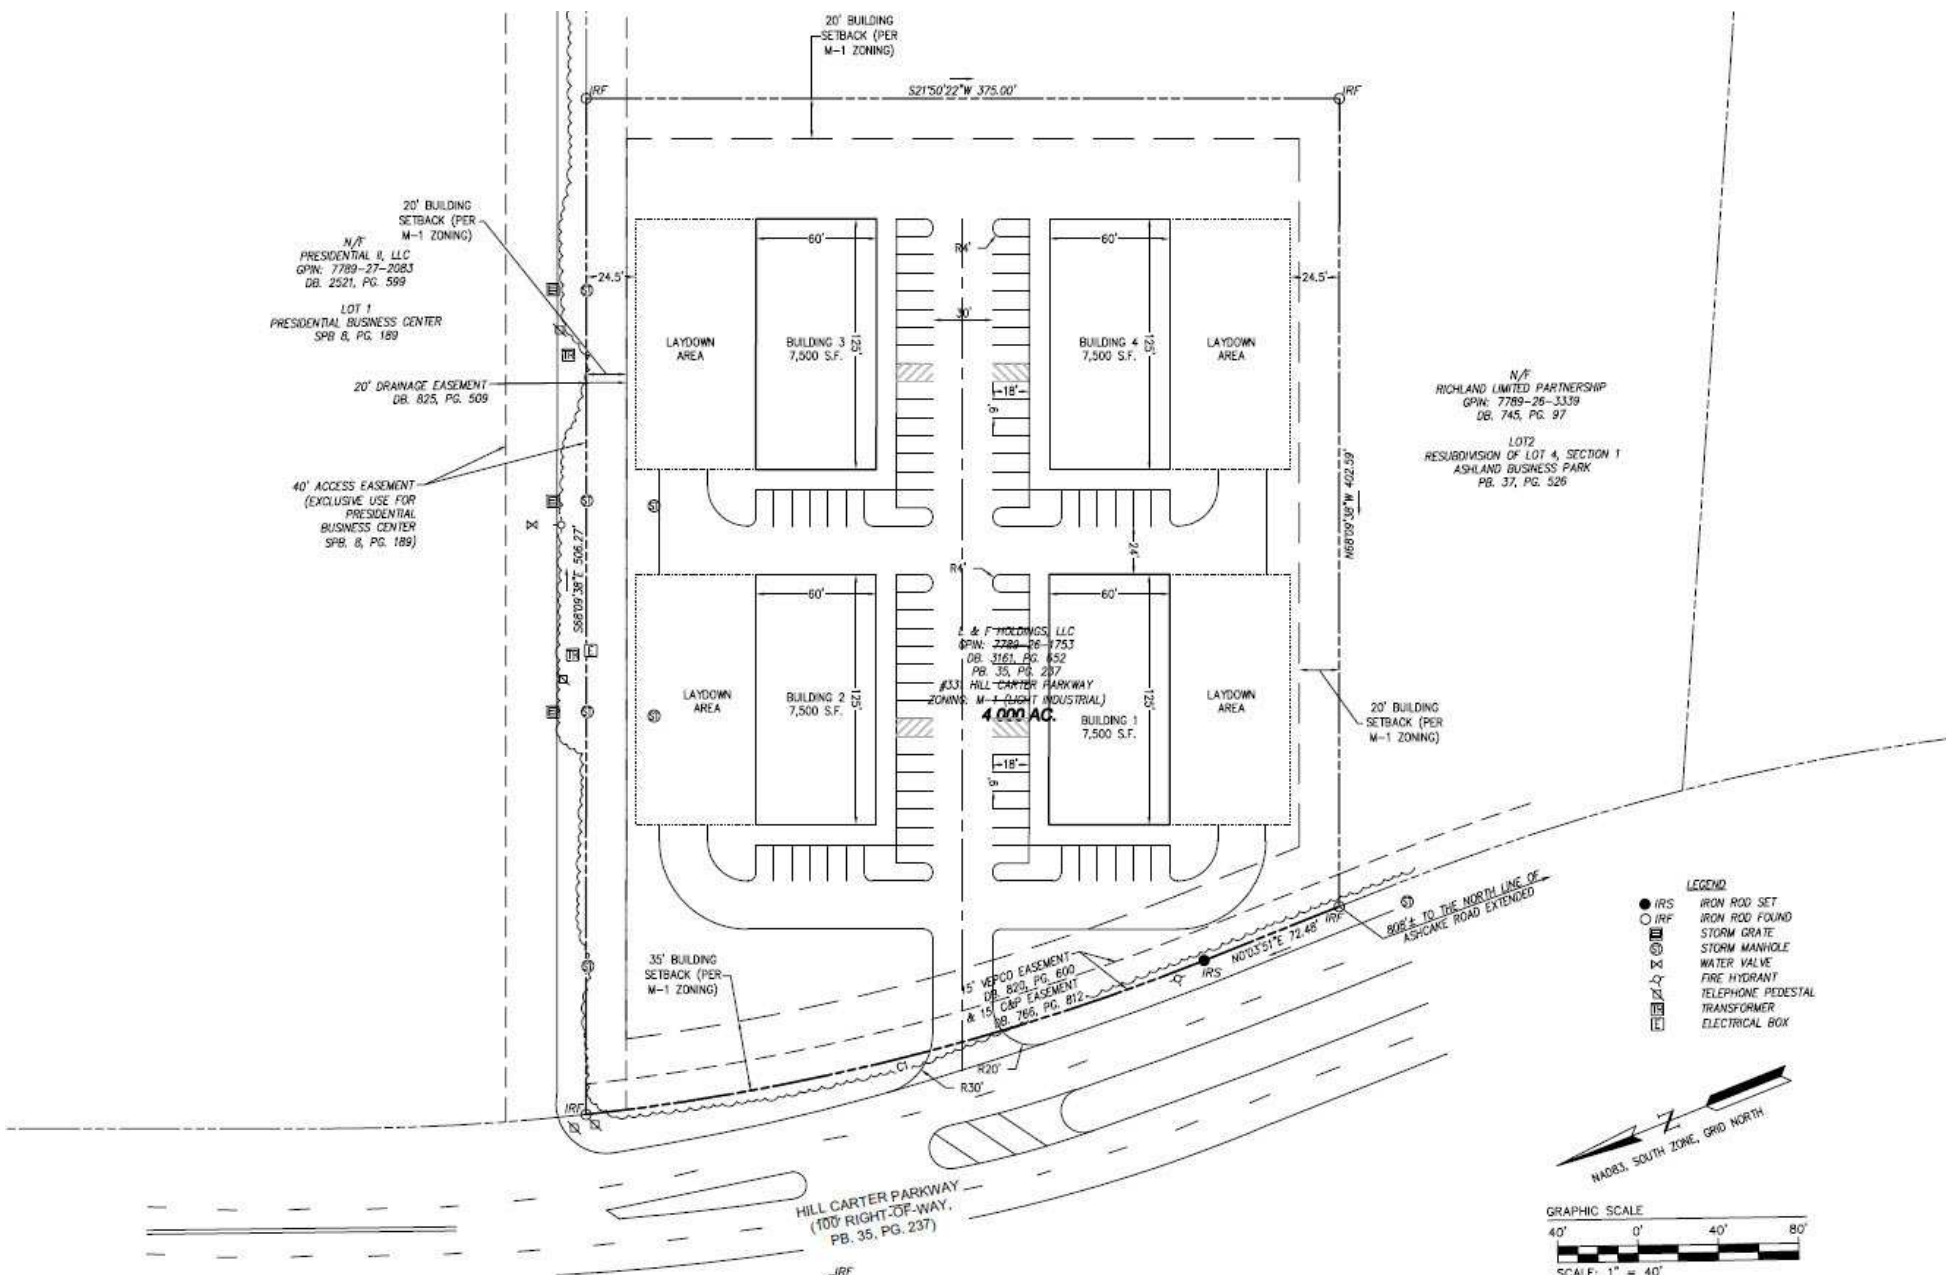 20' BUILDING
SETBACK (PER
M-1 ZONING)
IRF
S21°50'22"W 375.00'
IRF
20' BUILDING
SETBACK (PER
M-1 ZONING)
N/F
PRESIDENTIAL II, LLC
GPIN: 7789-27-2083
DB. 2521, PG. 599
LOT 1
PRESIDENTIAL BUSINESS CENTER
SPB 8, PG. 189
20' DRAINAGE EASEMENT
DB. 825, PG. 509
40' ACCESS EASEMENT
(EXCLUSIVE USE FOR
PRESIDENTIAL
BUSINESS CENTER
SPB. 8, PG. 189)
S68°09'38"E 506.27'
24.5'
ST
TR
ST
ST
TR
E
ST
ST
ST
60'
LAYDOWN
AREA
BUILDING 3
7,500 S.F.
125'
R4'
30'
18'
9'
60'
BUILDING 4
7,500 S.F.
125'
LAYDOWN
AREA
24.5'
N/F
RICHLAND LIMITED PARTNERSHIP
GPIN: 7789-26-3339
DB. 745, PG. 97
LOT2
RESUBDIVISION OF LOT 4, SECTION 1
ASHLAND BUSINESS PARK
PB. 37, PG. 526
N68°09'38"W 402.59'
24'
R4'
60'
LAYDOWN
AREA
BUILDING 2
7,500 S.F.
125'
60'
L & F HOLDINGS, LLC
GPIN: 7789-26-1753
DB. 3161, PG. 652
PB. 35, PG. 237
#331 HILL CARTER PARKWAY
ZONING: M-1 (LIGHT INDUSTRIAL)
4.000 AC.
BUILDING 1
7,500 S.F.
125'
LAYDOWN
AREA
18'
9'
20' BUILDING
SETBACK (PER
M-1 ZONING)
35' BUILDING
SETBACK (PER
M-1 ZONING)
15' VEPCO EASEMENT
DB. 820, PG. 600
& 15' C&P EASEMENT
DB. 766, PG. 812
IRS
N0°03'51"E 72.48'
IRF
ST
808'± TO THE NORTH LINE OF
ASHCAKE ROAD EXTENDED
C1
R20'
R30'
IRF
ST
HILL CARTER PARKWAY
(100' RIGHT-OF-WAY,
PB. 35, PG. 237)
IRF
LEGEND
IRS IRON ROD SET
IRF IRON ROD FOUND
STORM GRATE
ST STORM MANHOLE
WATER VALVE
FIRE HYDRANT
TELEPHONE PEDESTAL
TR TRANSFORMER
E ELECTRICAL BOX
N
NAD83, SOUTH ZONE, GRID NORTH
GRAPHIC SCALE
40' 0' 40' 80'
SCALE: 1" = 40'